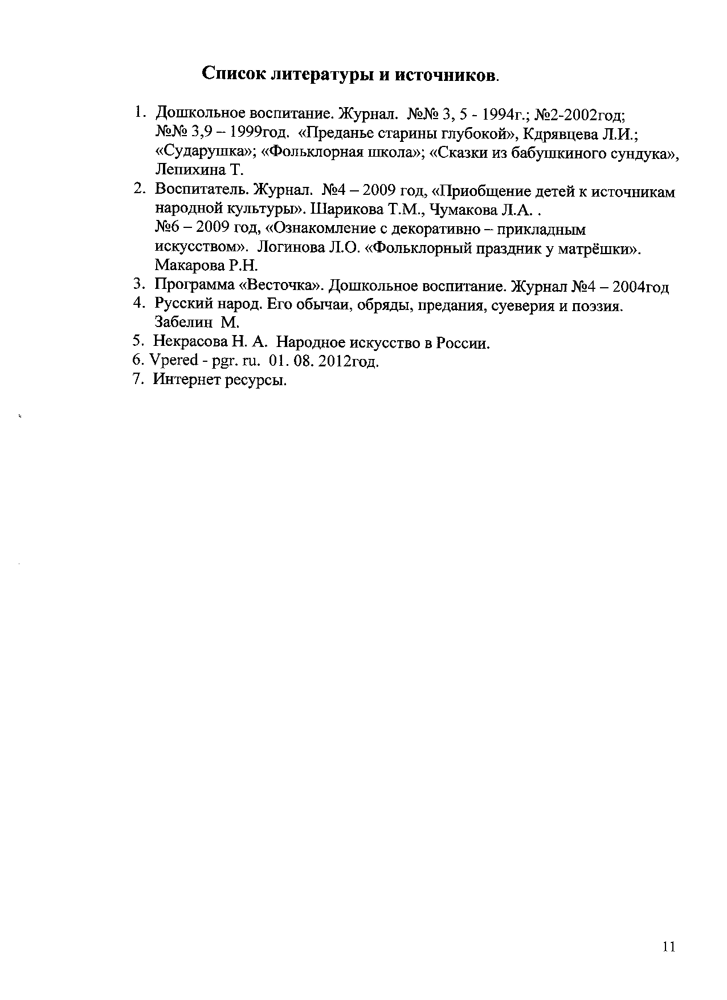 Список литературы и источников.
1. Дошкольное воспитание. Журнал. №№ 3, 5 - 1994г.; №2-2002год;
№№ 3,9 – 1999год. «Преданье старины глубокой», Кдрявцева Л.И.;
«Сударушка»; «Фольклорная школа»; «Сказки из бабушкиного сундука»,
Лепихина Т.
2. Воспитатель. Журнал. №4 – 2009 год, «Приобщение детей к источникам
народной культуры». Шарикова Т.М., Чумакова Л.А. .
№6 – 2009 год, «Ознакомление с декоративно – прикладным
искусством». Логинова Л.О. «Фольклорный праздник у матрёшки».
Макарова Р.Н.
3. Программа «Весточка». Дошкольное воспитание. Журнал №4 – 2004год
4. Русский народ. Его обычаи, обряды, предания, суеверия и поэзия.
Забелин М.
5. Некрасова Н. А. Народное искусство в России.
6. Vpered - pgr. ru. 01. 08. 2012год.
7. Интернет ресурсы.
11